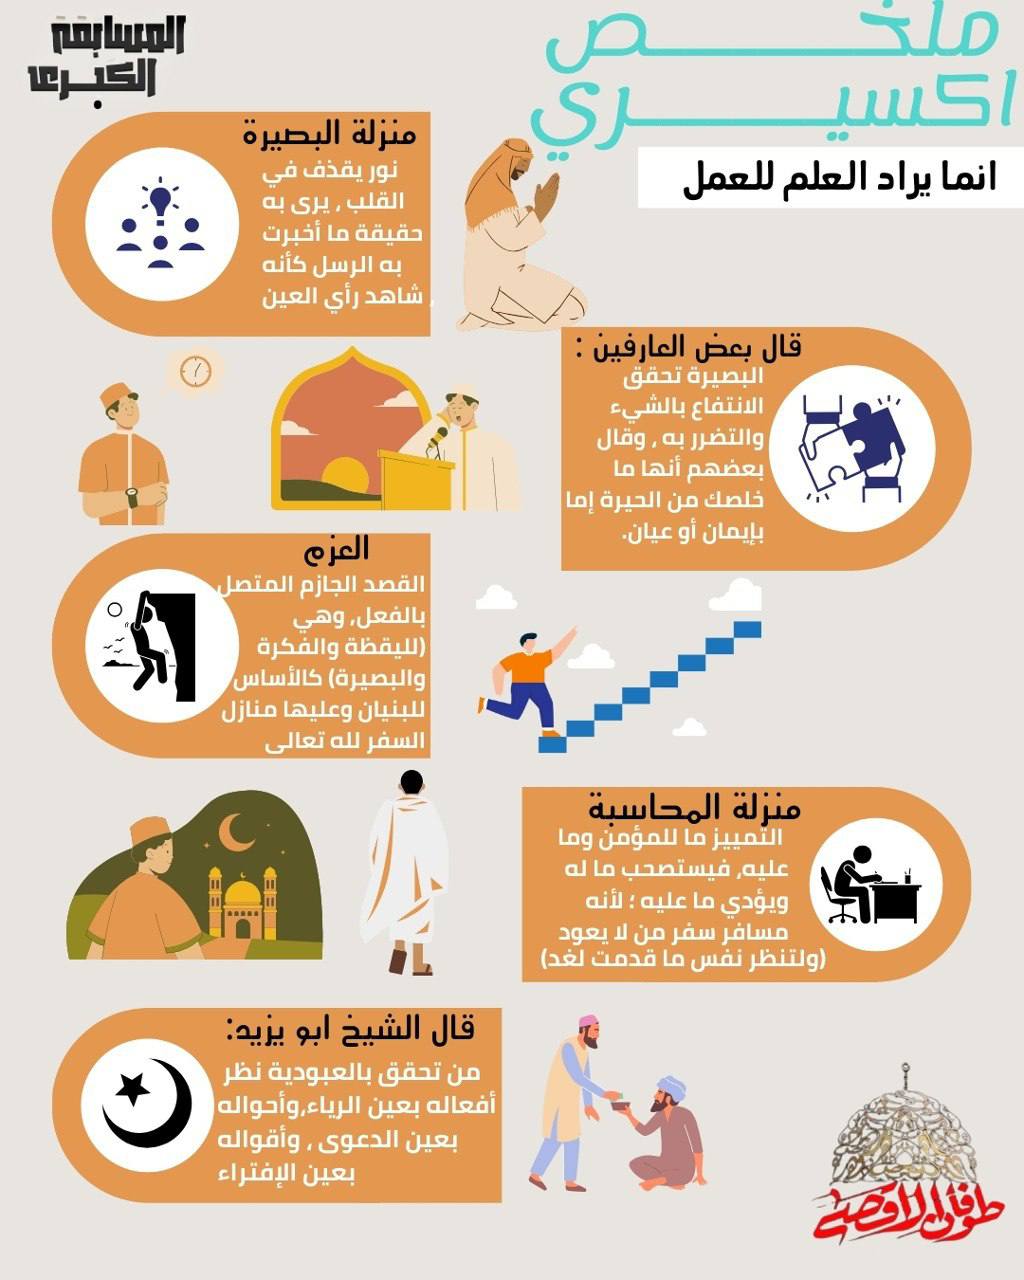 ملخص
اكسيري
انما يراد العلم للعمل
المسابقة
الكبرى
منزلة البصيرة
نور يقذف في
القلب ، يرى به
حقيقة ما أخبرت
به الرسل كأنه
شاهد رأي العين ,
قال بعض العارفين :
البصيرة تحقق
الانتفاع بالشيء
والتضرر به ، وقال
بعضهم أنها ما
خلصك من الحيرة إما
بإيمان أو عيان.
العزم
القصد الجازم المتصل
بالفعل, وهي
(لليقظة والفكرة
والبصيرة) كالأساس
للبنيان وعليها منازل
السفر لله تعالى
منزلة المحاسبة
التمييز ما للمؤمن وما
عليه, فيستصحب ما له
ويؤدي ما عليه ؛ لأنه
مسافر سفر من لا يعود
(ولتنظر نفس ما قدمت لغد)
قال الشيخ ابو يزيد:
من تحقق بالعبودية نظر
أفعاله بعين الرياء,وأحواله
بعين الدعوى ، وأقواله
بعين الإفتراء
طوفان الاقصى